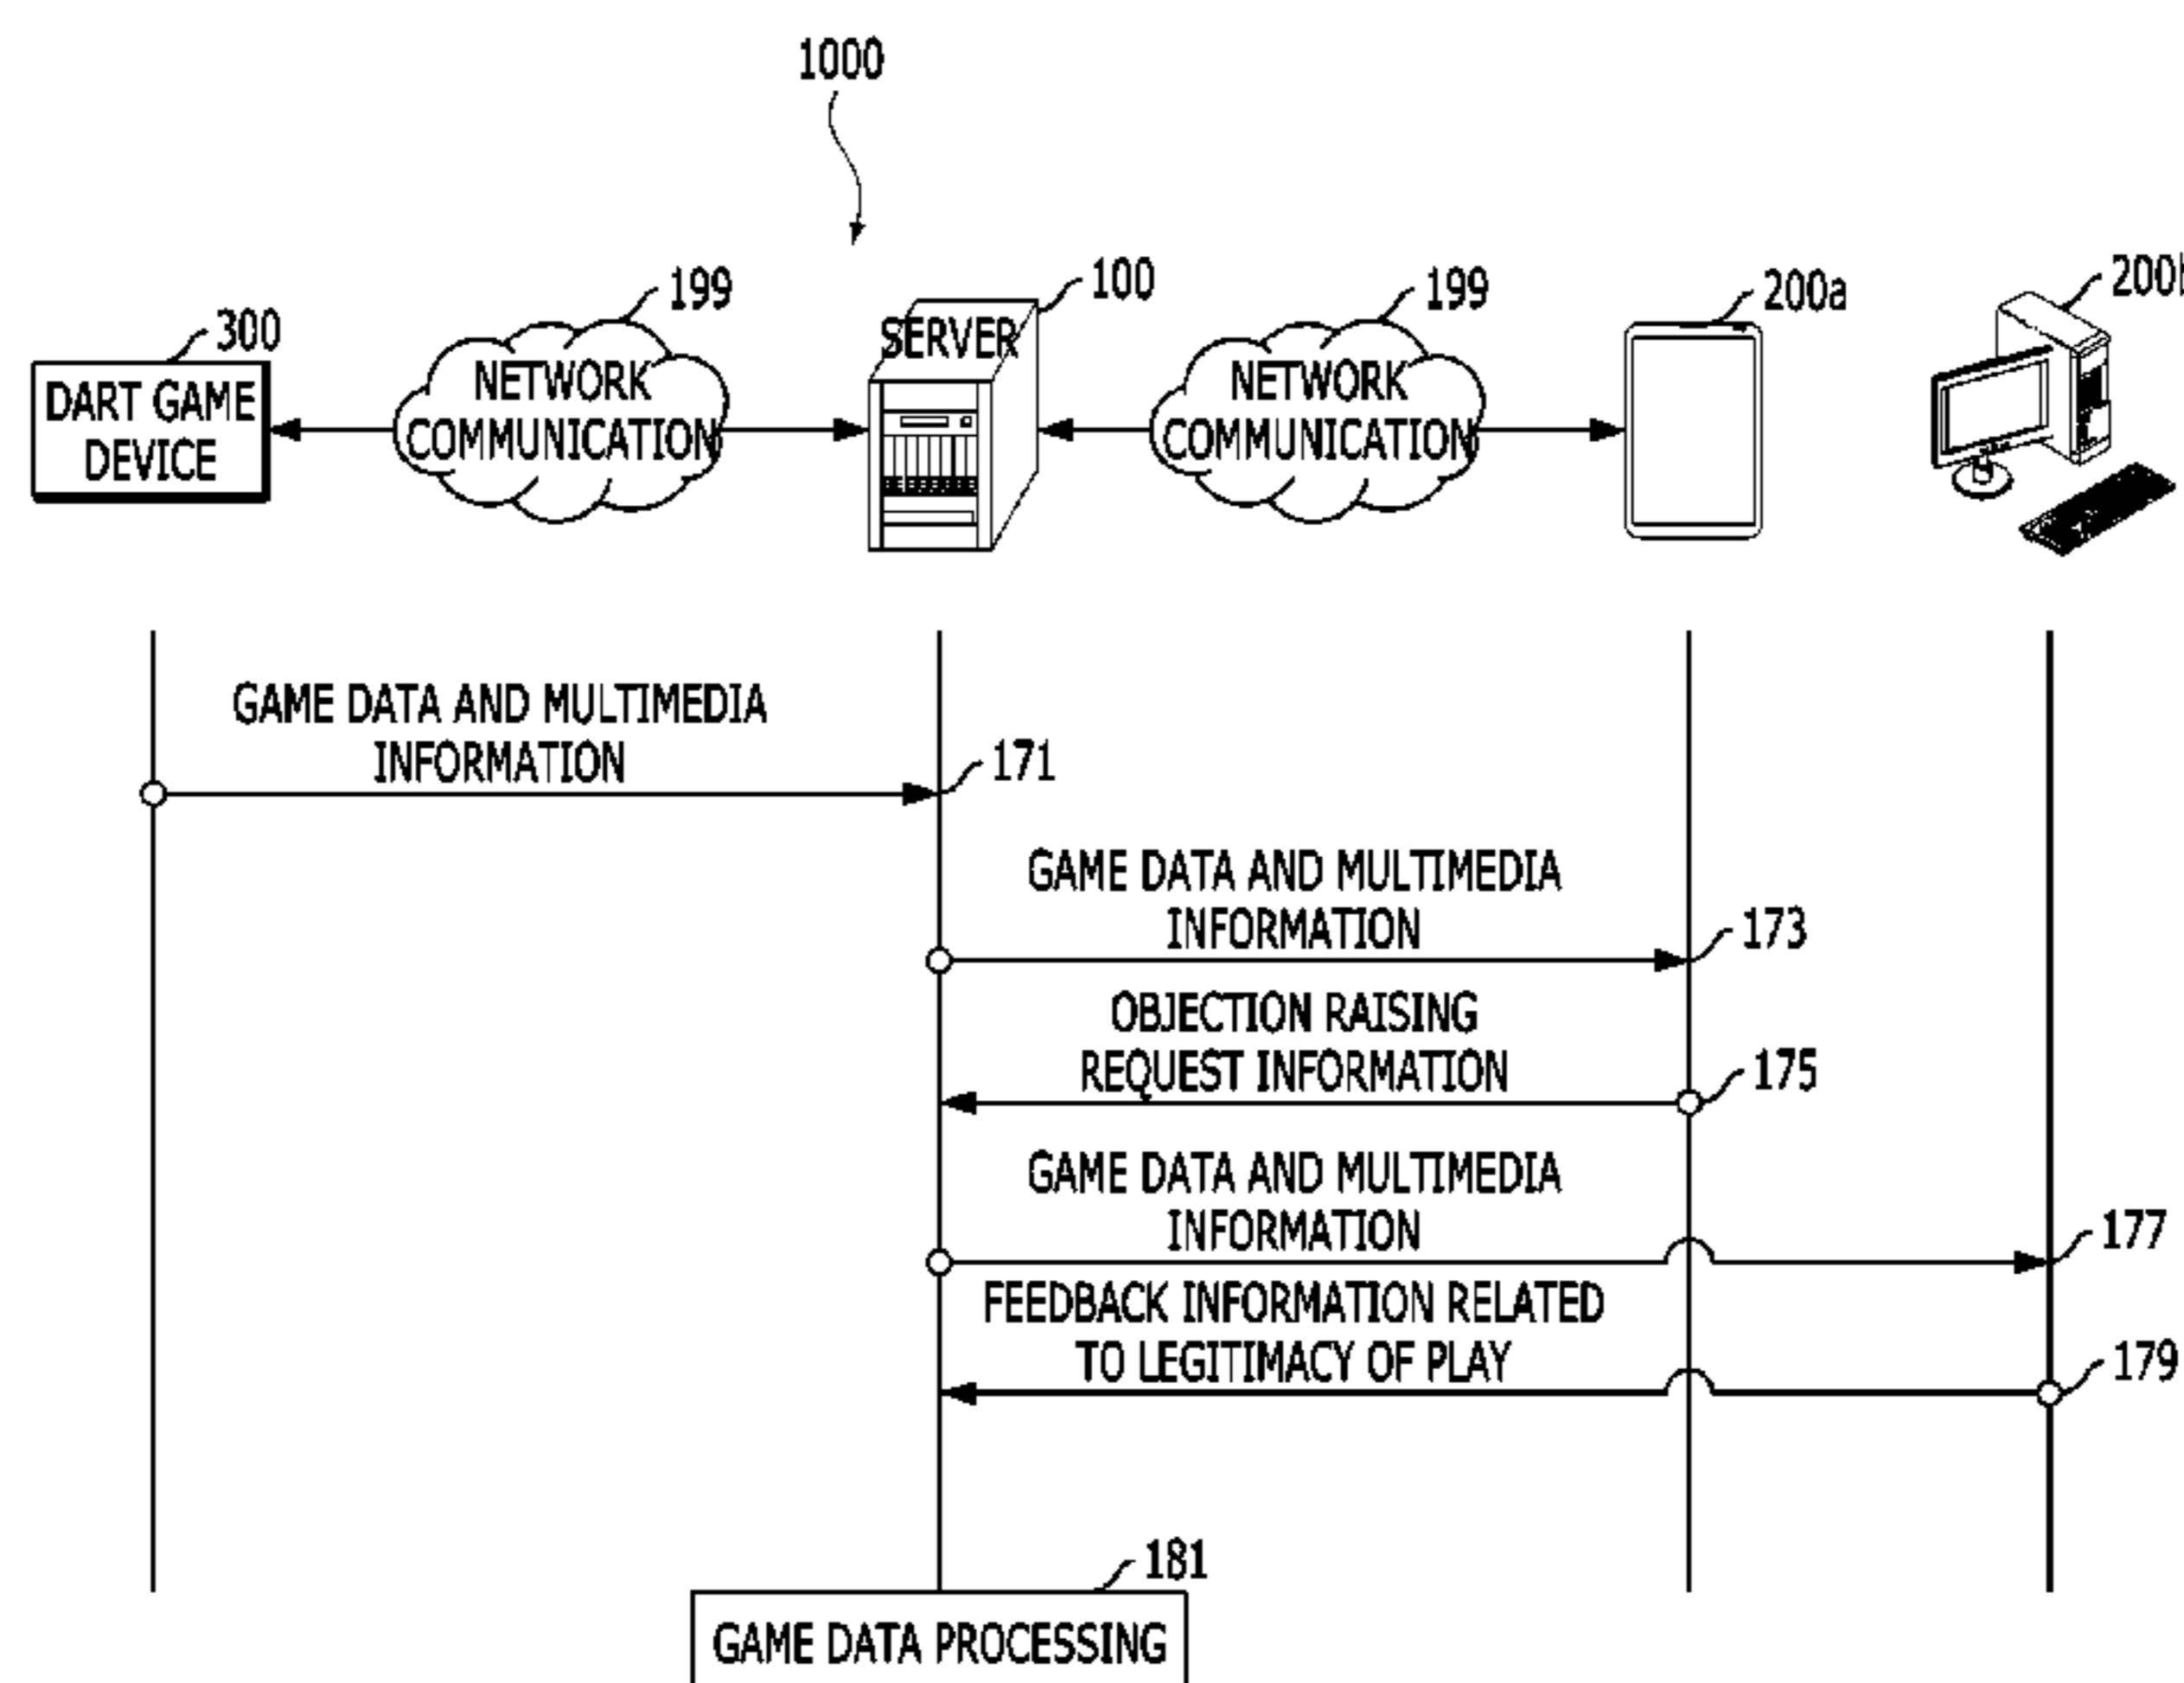 1000
199
100
199
200a
200b
300
DART GAME
DEVICE
NETWORK
COMMUNICATION
SERVER
NETWORK
COMMUNICATION
GAME DATA AND MULTIMEDIA
INFORMATION
171
GAME DATA AND MULTIMEDIA
INFORMATION
173
OBJECTION RAISING
REQUEST INFORMATION
175
GAME DATA AND MULTIMEDIA
INFORMATION
177
FEEDBACK INFORMATION RELATED
TO LEGITIMACY OF PLAY
179
181
GAME DATA PROCESSING